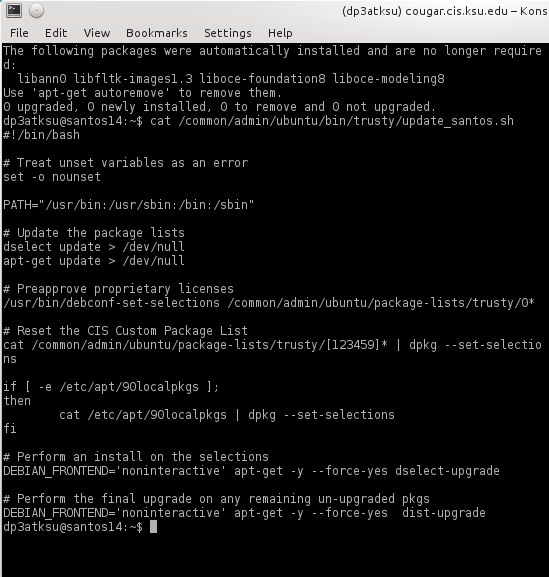 (dp3atksu) cougar.cis.ksu.edu – Kons
File Edit View Bookmarks Settings Help
The following packages were automatically installed and are no longer require
d:
  libann0 libfltk-images1.3 liboce-foundation8 liboce-modeling8
Use 'apt-get autoremove' to remove them.
0 upgraded, 0 newly installed, 0 to remove and 0 not upgraded.
dp3atksu@santos14:~$ cat /common/admin/ubuntu/bin/trusty/update_santos.sh
#!/bin/bash

# Treat unset variables as an error
set -o nounset

PATH="/usr/bin:/usr/sbin:/bin:/sbin"

# Update the package lists
dselect update > /dev/null
apt-get update > /dev/null

# Preapprove proprietary licenses
/usr/bin/debconf-set-selections /common/admin/ubuntu/package-lists/trusty/0*

# Reset the CIS Custom Package List
cat /common/admin/ubuntu/package-lists/trusty/[123459]* | dpkg --set-selectio
ns

if [ -e /etc/apt/90localpkgs ];
then
        cat /etc/apt/90localpkgs | dpkg --set-selections
fi

# Perform an install on the selections
DEBIAN_FRONTEND='noninteractive' apt-get -y --force-yes dselect-upgrade

# Perform the final upgrade on any remaining un-upgraded pkgs
DEBIAN_FRONTEND='noninteractive' apt-get -y --force-yes  dist-upgrade
dp3atksu@santos14:~$